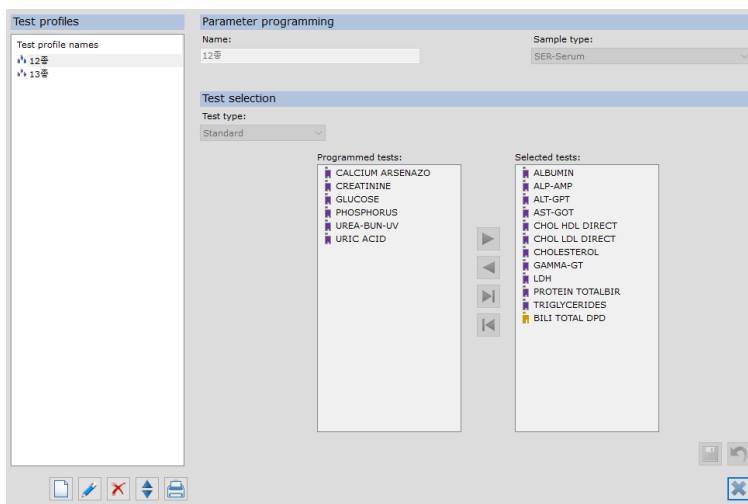 Test profiles
Test profile names
12종
13종
Parameter programming
Name:
12종
Sample type:
SER-Serum
Test selection
Test type:
Standard
Programmed tests:
CALCIUM ARSENAZO
CREATININE
GLUCOSE
PHOSPHORUS
UREA-BUN-UV
URIC ACID
Selected tests:
ALBUMIN
ALP-AMP
ALT-GPT
AST-GOT
CHOL HDL DIRECT
CHOL LDL DIRECT
CHOLESTEROL
GAMMA-GT
LDH
PROTEIN TOTALBIR
TRIGLYCERIDES
BILI TOTAL DPD